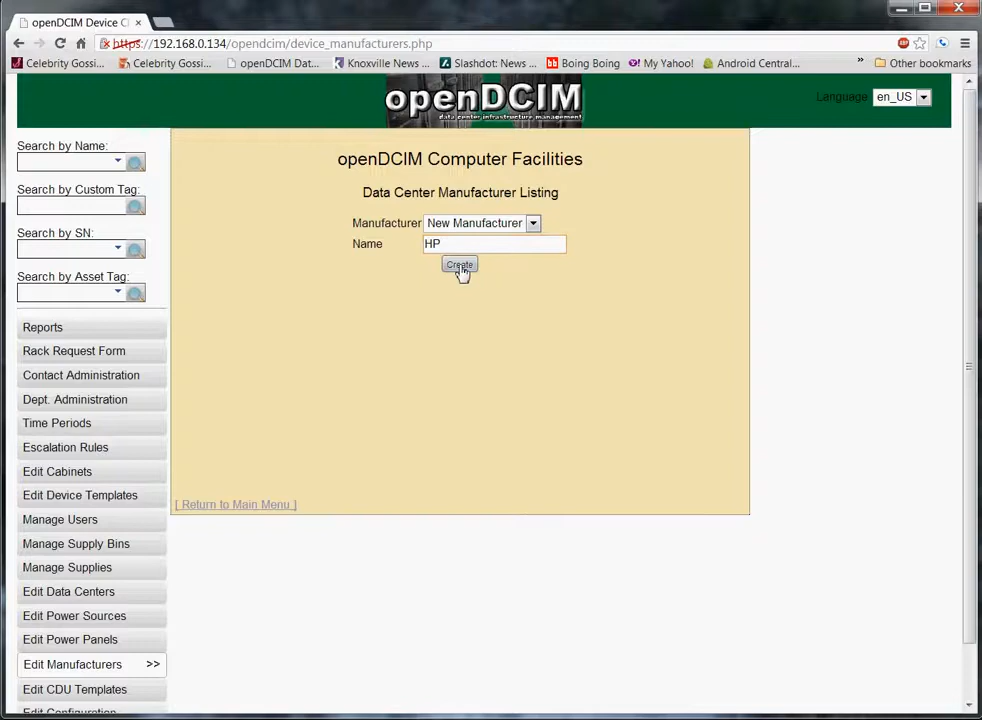 openDCIM Device C ×
https://192.168.0.134/opendcim/device_manufacturers.php
Celebrity Gossi... Celebrity Gossi... openDCIM Dat... Knoxville News ... Slashdot: News ... Boing Boing My Yahoo! Android Central... » Other bookmarks
openDCIM
data center infrastructure management
Language en_US
Search by Name:
Search by Custom Tag:
Search by SN:
Search by Asset Tag:
openDCIM Computer Facilities
Data Center Manufacturer Listing
Manufacturer New Manufacturer
Name HP
Create
[ Return to Main Menu ]
Reports
Rack Request Form
Contact Administration
Dept. Administration
Time Periods
Escalation Rules
Edit Cabinets
Edit Device Templates
Manage Users
Manage Supply Bins
Manage Supplies
Edit Data Centers
Edit Power Sources
Edit Power Panels
Edit Manufacturers >>
Edit CDU Templates
Edit Configuration